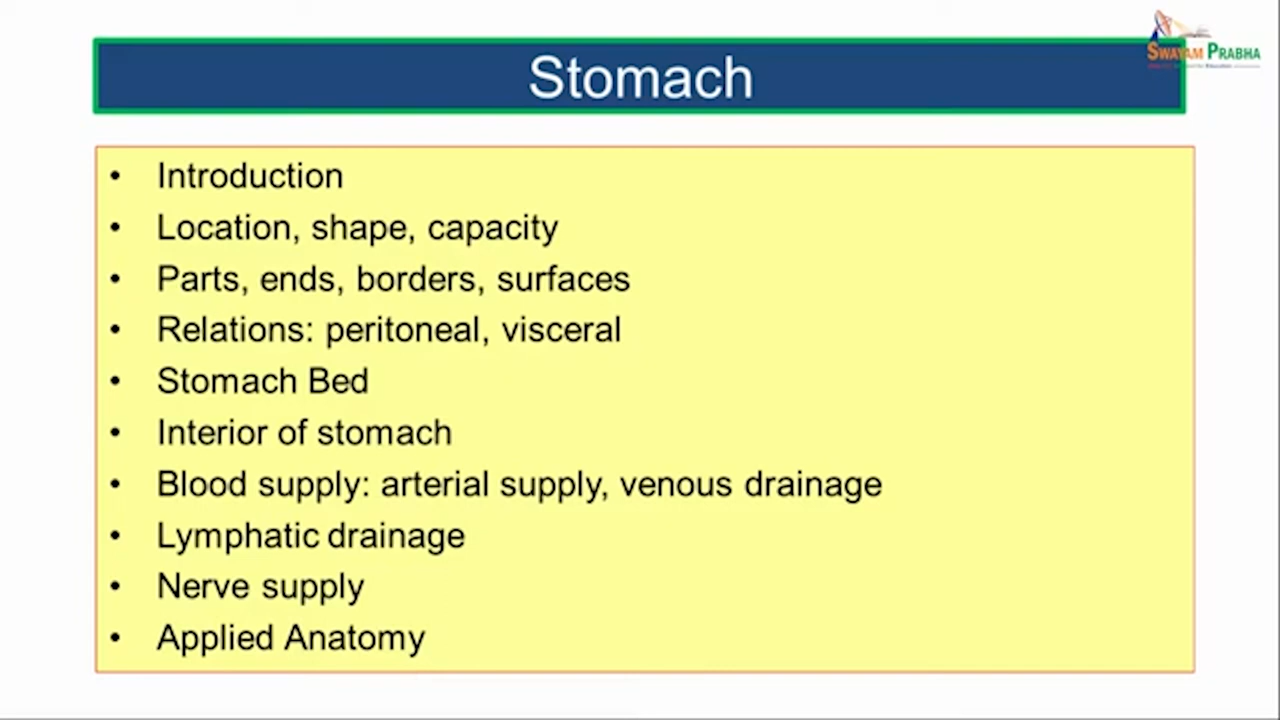 Stomach
SWAYAM PRABHA
• Introduction
• Location, shape, capacity
• Parts, ends, borders, surfaces
• Relations: peritoneal, visceral
• Stomach Bed
• Interior of stomach
• Blood supply: arterial supply, venous drainage
• Lymphatic drainage
• Nerve supply
• Applied Anatomy